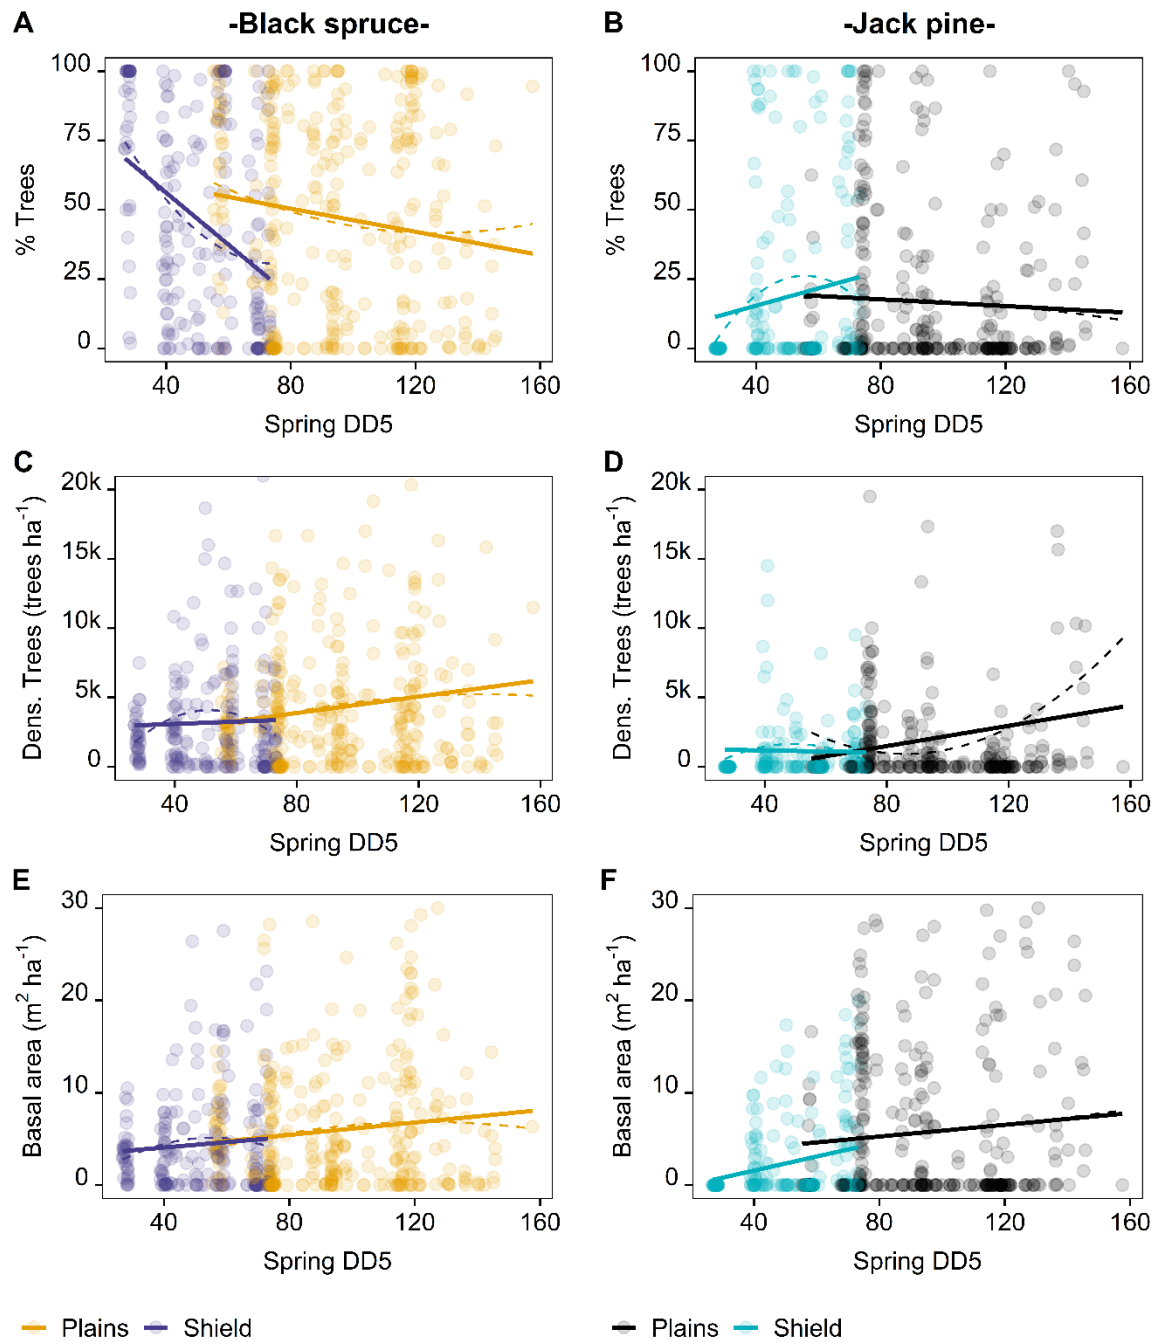 A -Black spruce-
B -Jack pine-
100
75
50
25
0
% Trees
40 80 120 160
Spring DD5
100
75
50
25
0
% Trees
40 80 120 160
Spring DD5
C
20k
15k
10k
5k
0
Dens. Trees (trees ha⁻¹)
40 80 120 160
Spring DD5
D
20k
15k
10k
5k
0
Dens. Trees (trees ha⁻¹)
40 80 120 160
Spring DD5
E
30
20
10
0
Basal area (m² ha⁻¹)
40 80 120 160
Spring DD5
F
30
20
10
0
Basal area (m² ha⁻¹)
40 80 120 160
Spring DD5
Plains Shield
Plains Shield